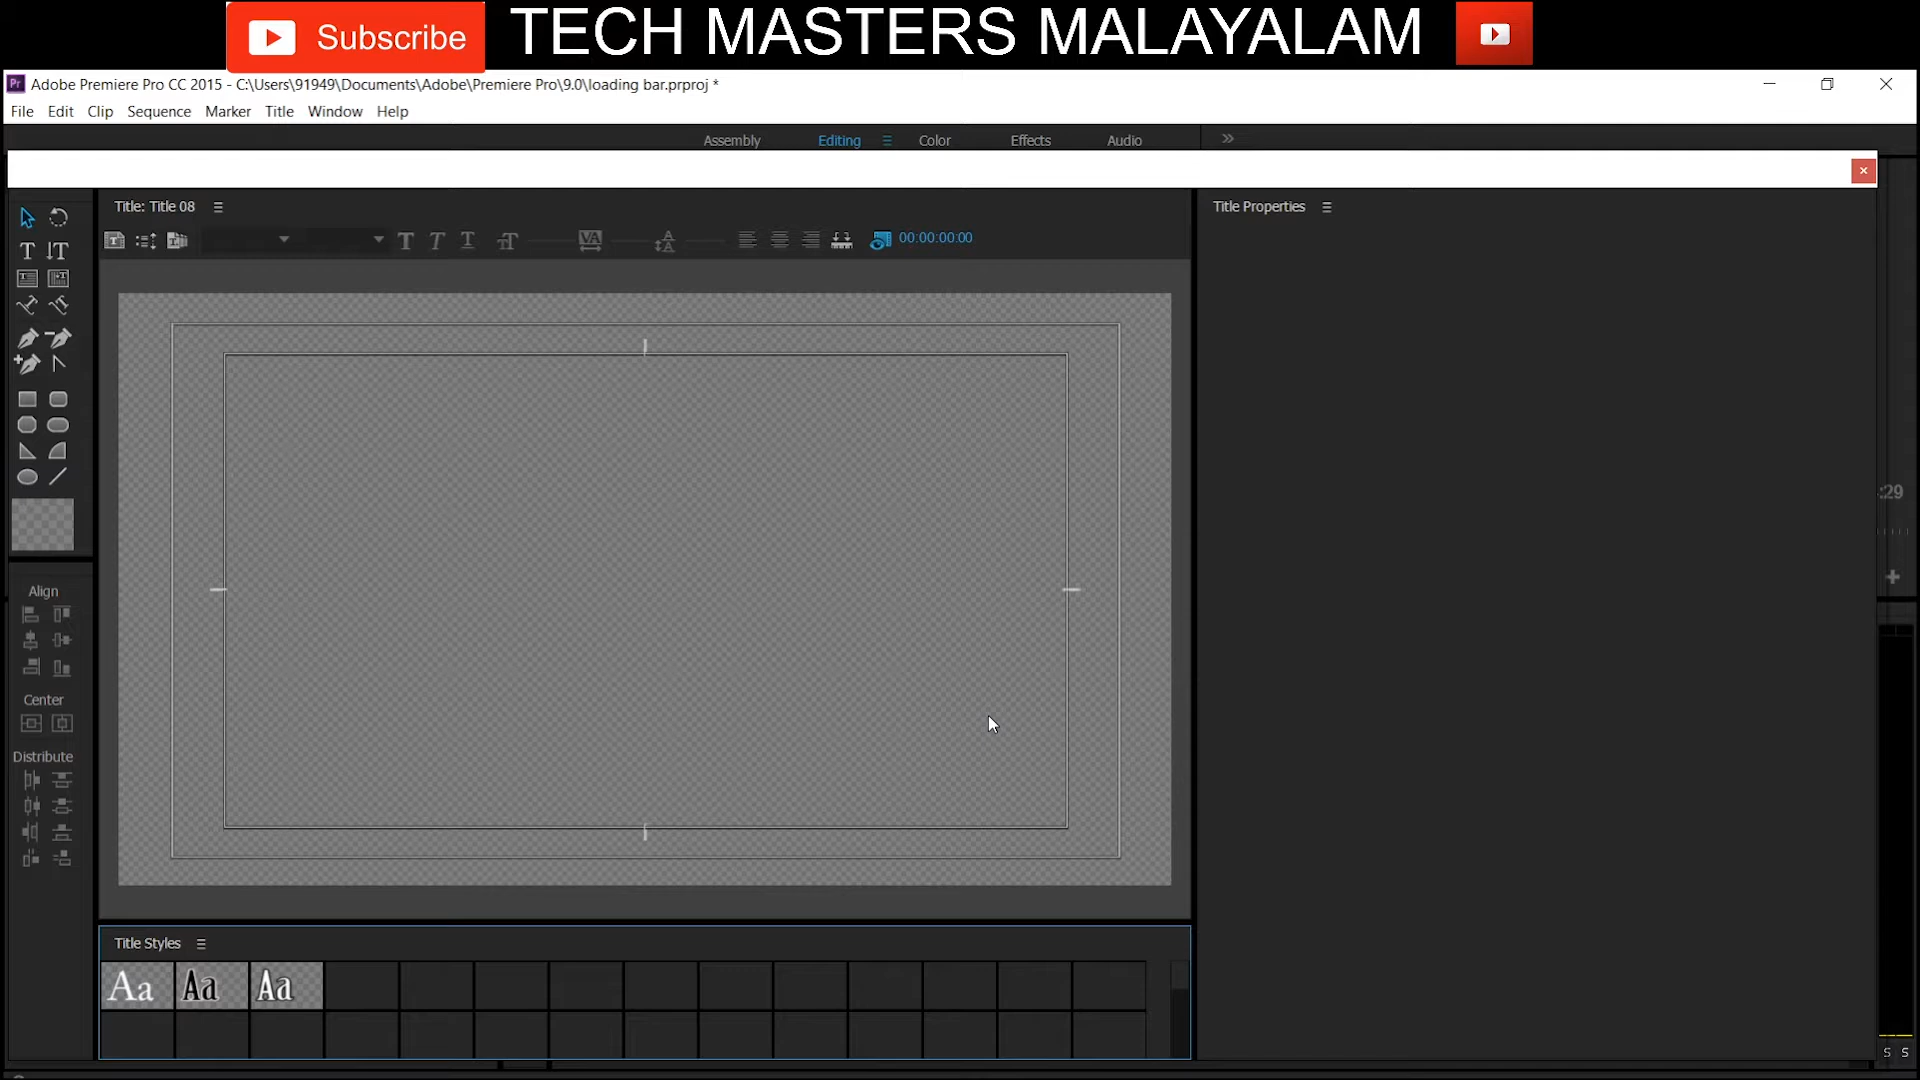 Subscribe TECH MASTERS MALAYALAM
Pr Adobe Premiere Pro CC 2015 - C:\Users\91949\Documents\Adobe\Premiere Pro\9.0\loading bar.prproj *
File Edit Clip Sequence Marker Title Window Help
Assembly Editing Color Effects Audio
Title: Title 08 Title Properties
00:00:00:00
:29
Align
Center
Distribute
Title Styles
Aa Aa Aa
S S